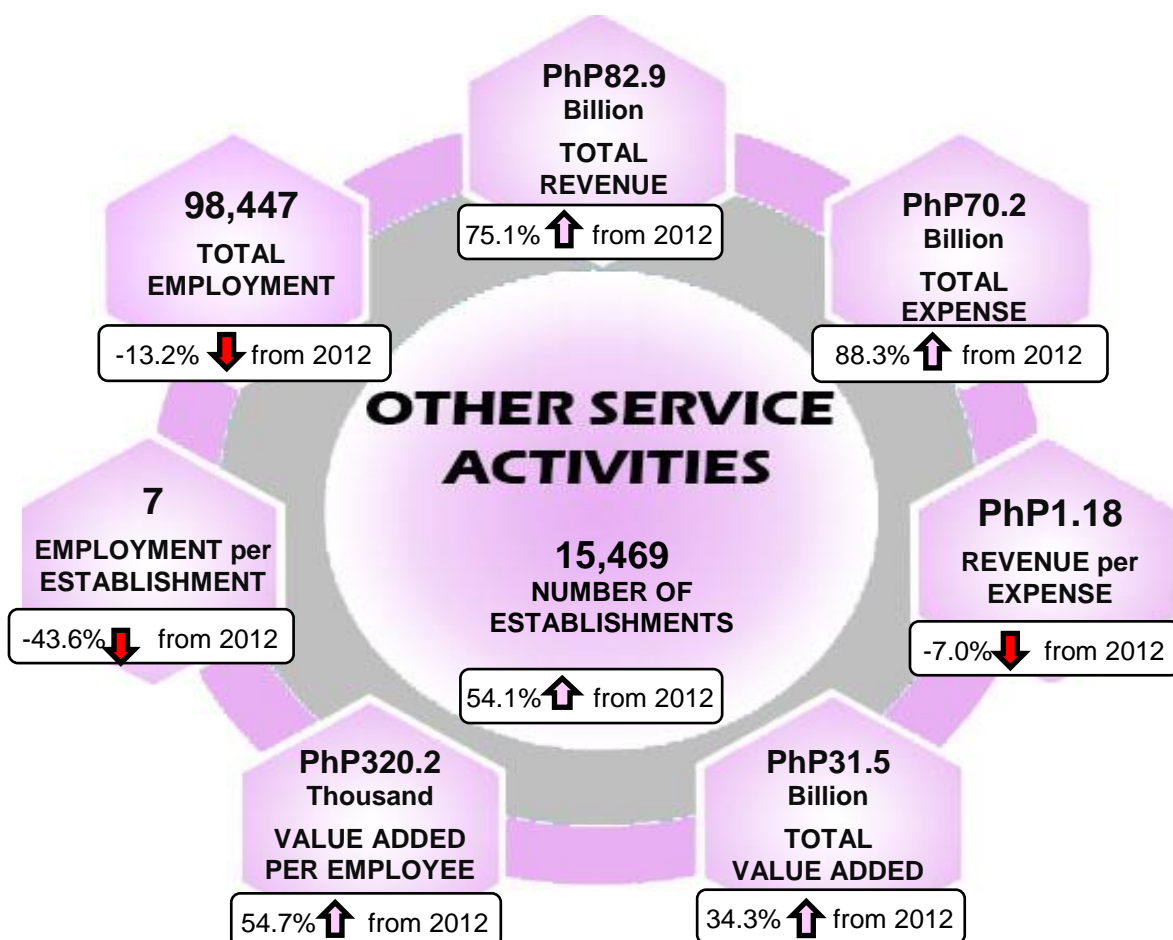 PhP82.9
Billion
TOTAL
REVENUE
75.1% from 2012
98,447
TOTAL
EMPLOYMENT
-13.2% from 2012
PhP70.2
Billion
TOTAL
EXPENSE
88.3% from 2012
OTHER SERVICE
ACTIVITIES
15,469
NUMBER OF
ESTABLISHMENTS
54.1% from 2012
7
EMPLOYMENT per
ESTABLISHMENT
-43.6% from 2012
PhP1.18
REVENUE per
EXPENSE
-7.0% from 2012
PhP320.2
Thousand
VALUE ADDED
PER EMPLOYEE
54.7% from 2012
PhP31.5
Billion
TOTAL
VALUE ADDED
34.3% from 2012